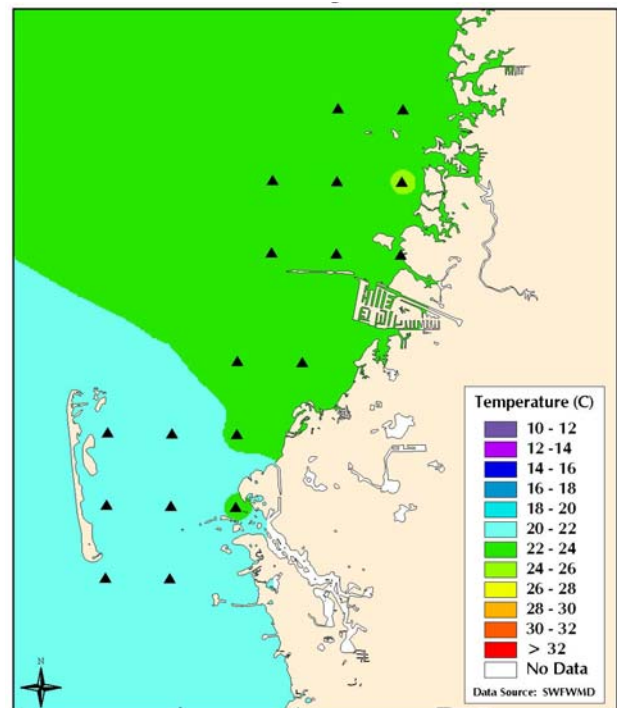 Temperature (C)
10 - 12
12 -14
14 - 16
16 - 18
18 - 20
20 - 22
22 - 24
24 - 26
26 - 28
28 - 30
30 - 32
> 32
No Data
Data Source: SWFWMD
N